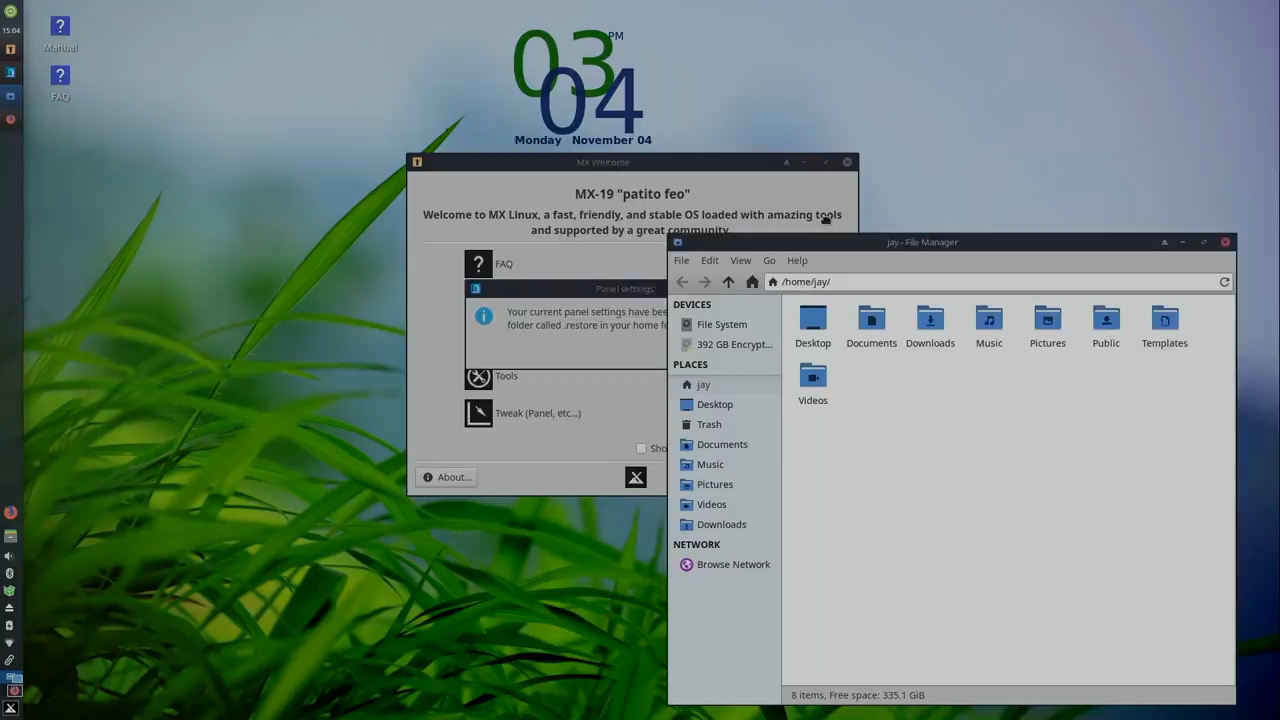 15:04
Manual
FAQ
03 PM
04
Monday November 04
MX Welcome
MX-19 "patito feo"
Welcome to MX Linux, a fast, friendly, and stable OS loaded with amazing tools
and supported by a great community.
FAQ
Panel settings
Your current panel settings have bee
folder called .restore in your home fo
Tools
Tweak (Panel, etc...)
Sho
About...
jay - File Manager
File Edit View Go Help
/home/jay/
DEVICES
File System
392 GB Encrypt...
PLACES
jay
Desktop
Trash
Documents
Music
Pictures
Videos
Downloads
NETWORK
Browse Network
Desktop Documents Downloads Music Pictures Public Templates
Videos
8 items, Free space: 335.1 GiB